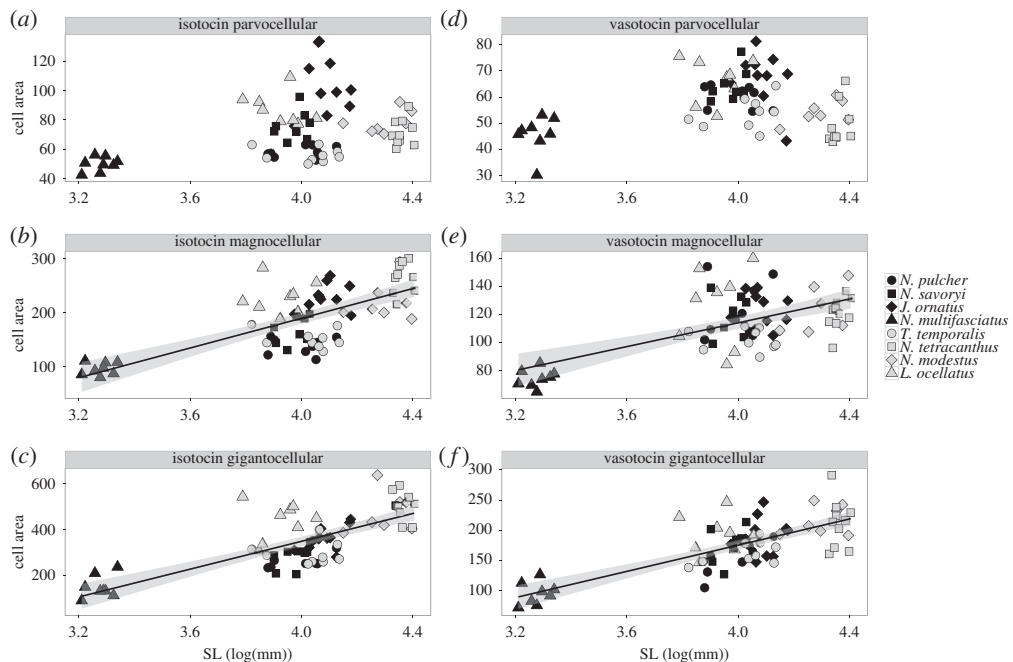 (a)
isotocin parvocellular
cell area
120
100
80
60
40
3.2 3.6 4.0 4.4
(d)
vasotocin parvocellular
80
70
60
50
40
30
3.2 3.6 4.0 4.4
(b)
isotocin magnocellular
cell area
300
200
100
3.2 3.6 4.0 4.4
(e)
vasotocin magnocellular
160
140
120
100
80
3.2 3.6 4.0 4.4
N. pulcher
N. savoryi
J. ornatus
N. multifasciatus
T. temporalis
N. tetracanthus
N. modestus
L. ocellatus
(c)
isotocin gigantocellular
cell area
600
400
200
3.2 3.6 4.0 4.4
SL (log(mm))
(f)
vasotocin gigantocellular
300
250
200
150
100
3.2 3.6 4.0 4.4
SL (log(mm))